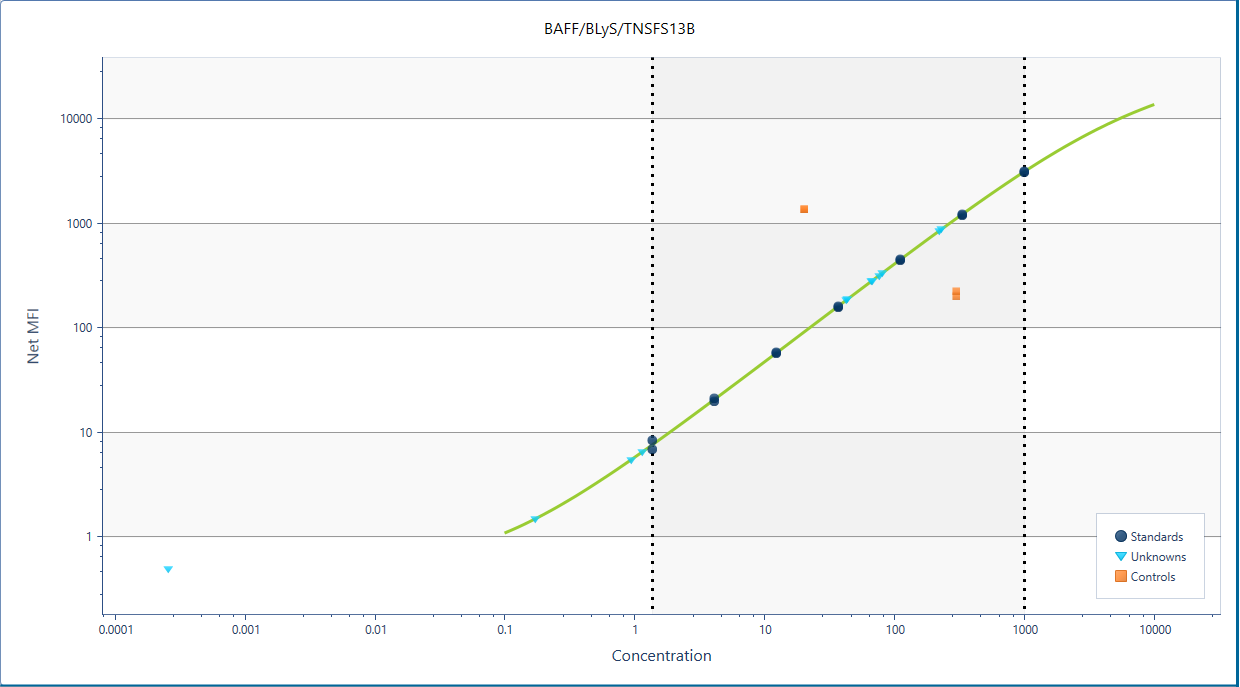 BAFF/BLyS/TNSFS13B
10000
1000
100
10
1
Net MFI
Standards
Unknowns
Controls
0.0001 0.001 0.01 0.1 1 10 100 1000 10000
Concentration